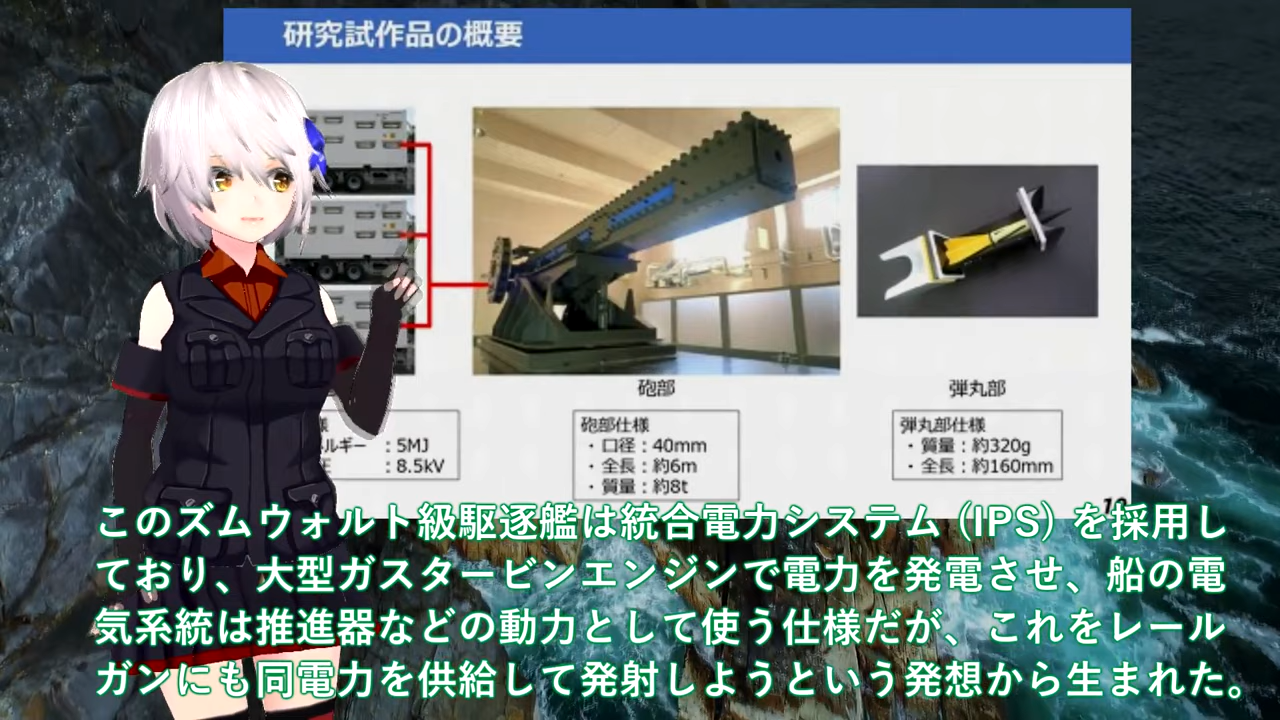 研究試作品の概要
砲部
弾丸部
様
ルギー ：5MJ
圧 ：8.5kV
砲部仕様
・口径：40mm
・全長：約6m
・質量：約8t
弾丸部仕様
・質量：約320g
・全長：約160mm
このズムウォルト級駆逐艦は統合電力システム (IPS) を採用し
ており、大型ガスタービンエンジンで電力を発電させ、船の電
気系統は推進器などの動力として使う仕様だが、これをレール
ガンにも同電力を供給して発射しようという発想から生まれた。